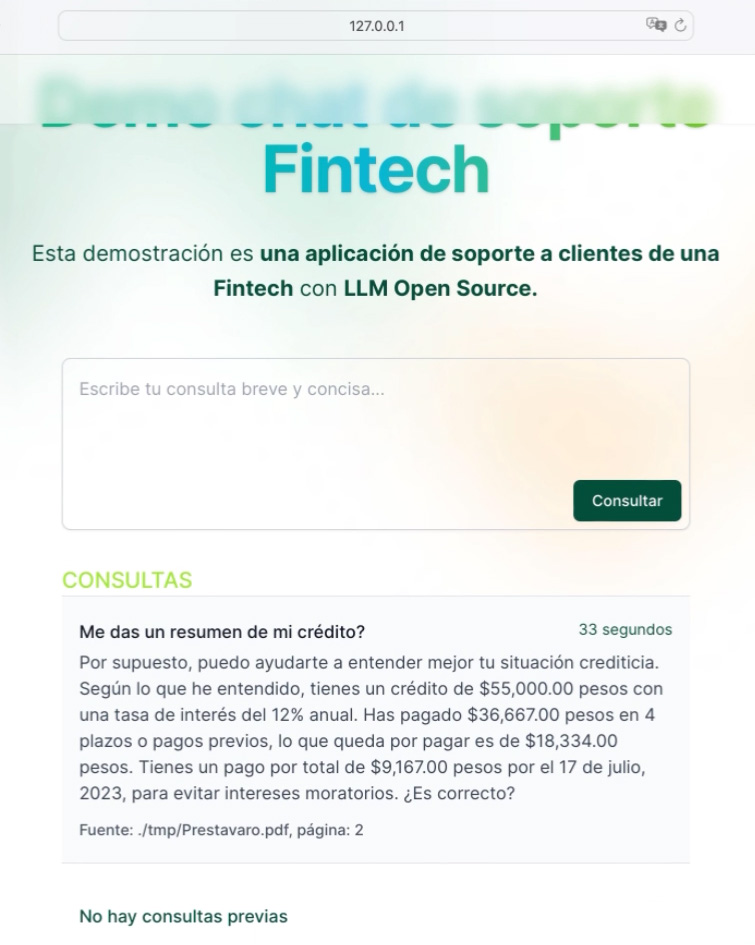 127.0.0.1
Demo chat de soporte
Fintech
Esta demostración es una aplicación de soporte a clientes de una
Fintech con LLM Open Source.
Escribe tu consulta breve y concisa...
Consultar
CONSULTAS
Me das un resumen de mi crédito? 33 segundos
Por supuesto, puedo ayudarte a entender mejor tu situación crediticia.
Según lo que he entendido, tienes un crédito de $55,000.00 pesos con
una tasa de interés del 12% anual. Has pagado $36,667.00 pesos en 4
plazos o pagos previos, lo que queda por pagar es de $18,334.00
pesos. Tienes un pago por total de $9,167.00 pesos por el 17 de julio,
2023, para evitar intereses moratorios. ¿Es correcto?
Fuente: ./tmp/Prestavaro.pdf, página: 2
No hay consultas previas